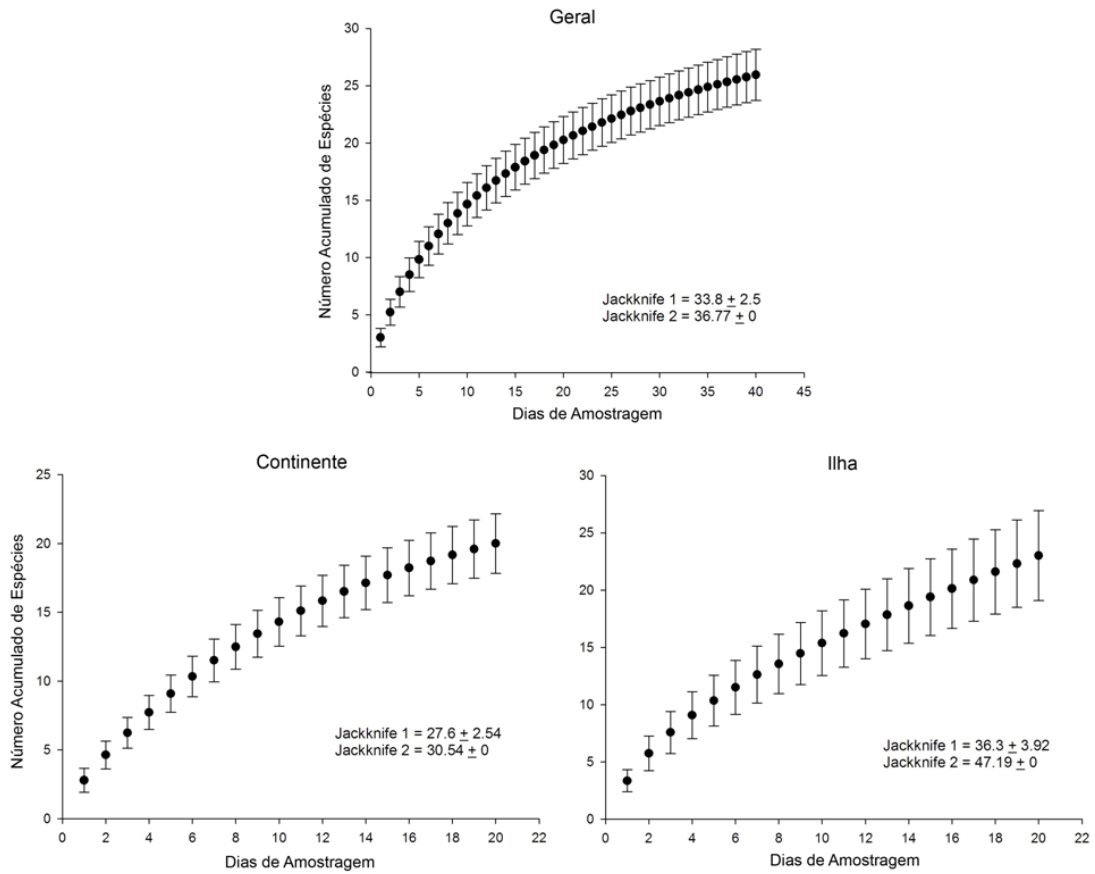 Geral
30
25
20
15
10
5
0
Número Acumulado de Espécies
Jackknife 1 = 33.8 ± 2.5
Jackknife 2 = 36.77 ± 0
0 5 10 15 20 25 30 35 40 45
Dias de Amostragem
Continente
25
20
15
10
5
0
Número Acumulado de Espécies
Jackknife 1 = 27.6 ± 2.54
Jackknife 2 = 30.54 ± 0
0 2 4 6 8 10 12 14 16 18 20 22
Dias de Amostragem
Ilha
30
25
20
15
10
5
0
Jackknife 1 = 36.3 ± 3.92
Jackknife 2 = 47.19 ± 0
0 2 4 6 8 10 12 14 16 18 20 22
Dias de Amostragem